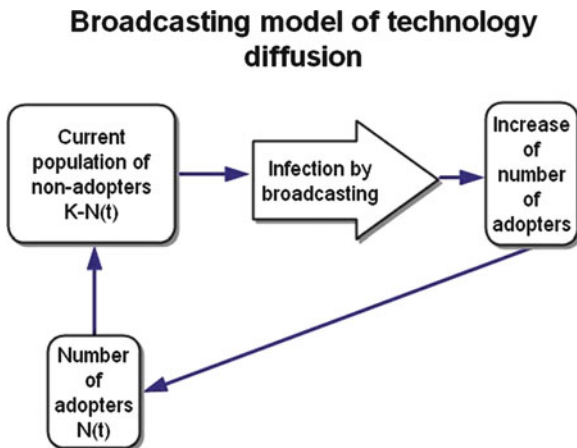 Broadcasting model of technology
diffusion
Current
population of
non-adopters
K-N(t)
Infection by
broadcasting
Increase
of
number
of
adopters
Number
of
adopters
N(t)